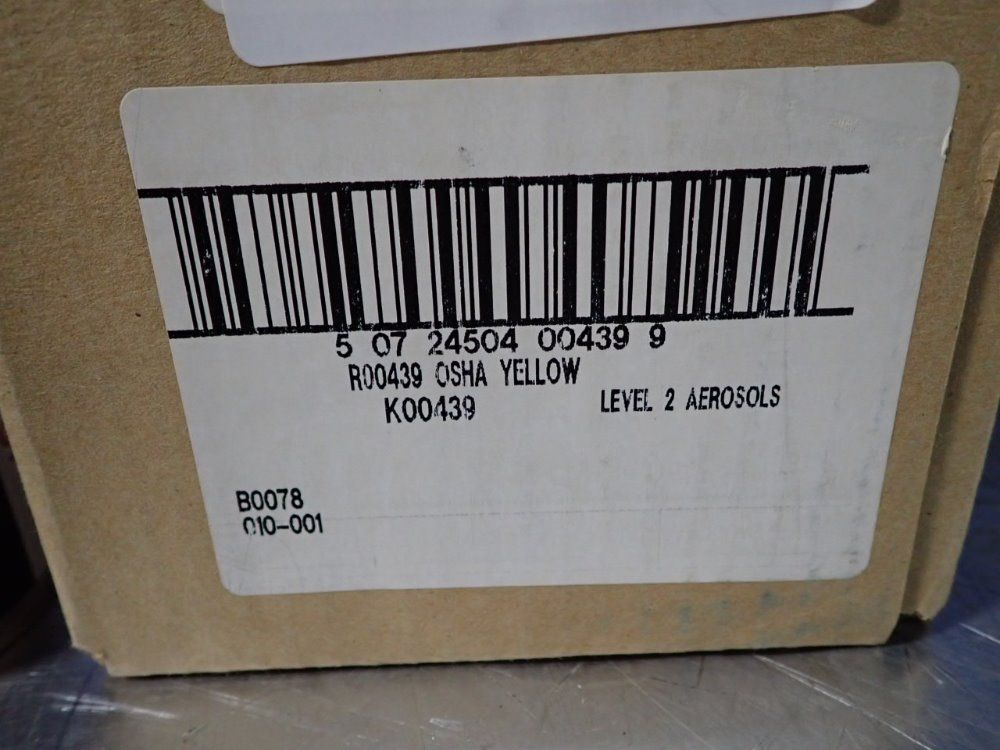 5 07 24504 00439 9
R00439 OSHA YELLOW
K00439
LEVEL 2 AEROSOLS
B0078
010-001